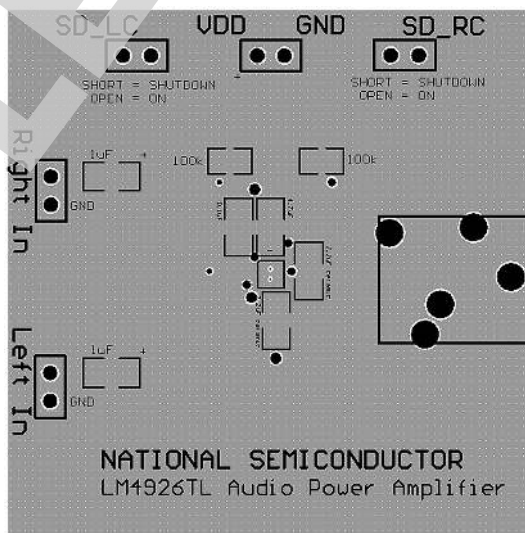 SD_LC VDD GND SD_RC
SHORT = SHUTDOWN
OPEN = ON
SHORT = SHUTDOWN
OPEN = ON
Right In
1uF
GND
100k
100k
Left In
1uF
GND
NATIONAL SEMICONDUCTOR
LM4926TL Audio Power Amplifier